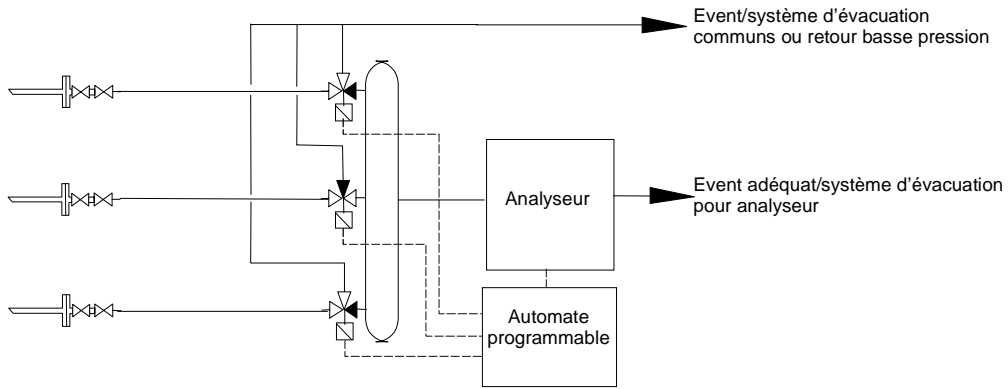 Event/système d'évacuation
communs ou retour basse pression
Analyseur
Event adéquat/système d'évacuation
pour analyseur
Automate
programmable